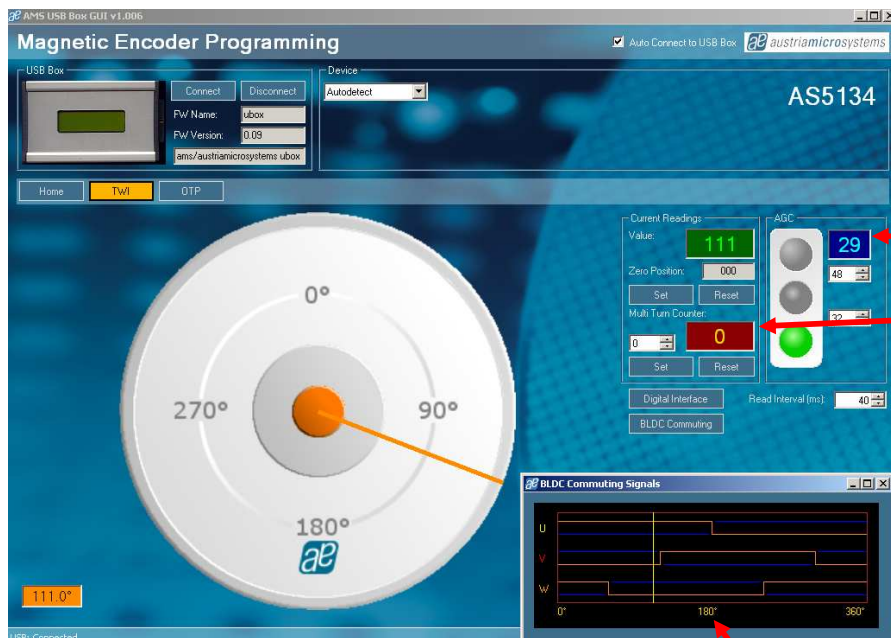 AMS USB Box GUI v1.006
Magnetic Encoder Programming
Auto Connect to USB Box
austriamicrosystems
USB Box
Connect
Disconnect
FW Name:
ubox
FW Version:
0.09
ams/austriamicrosystems ubox
Device
Autodetect
AS5134
Home
TWI
OTP
0°
90°
180°
270°
111.0°
Current Readings
Value:
111
Zero Position:
000
Set
Reset
Multi Turn Counter:
0
0
Set
Reset
AGC
29
48
32
Digital Interface
Read Interval (ms):
40
BLDC Commuting
BLDC Commuting Signals
U
V
W
0°
180°
360°
USB: Connected